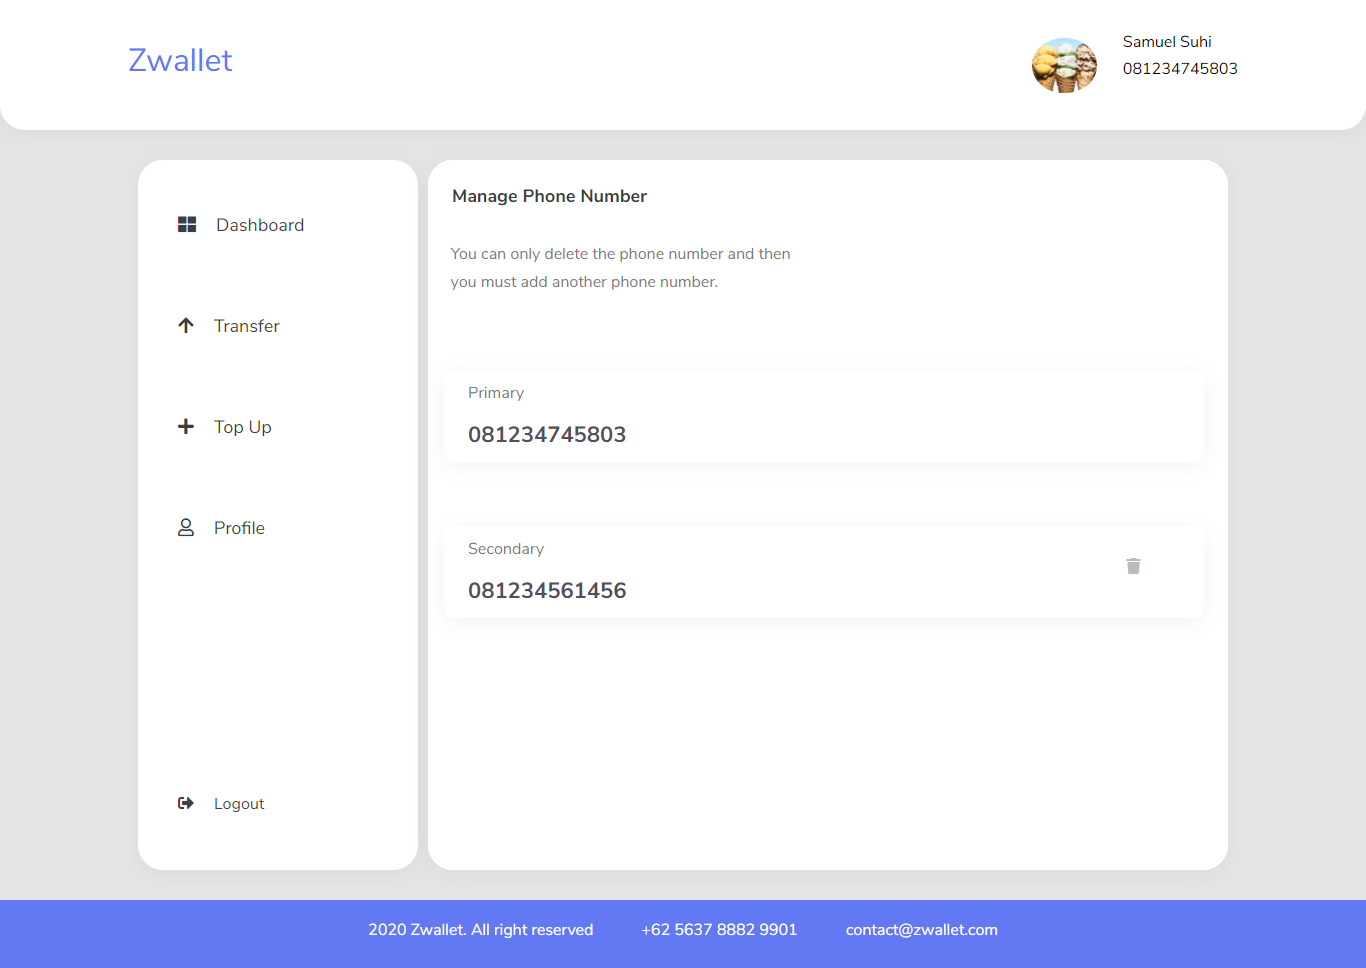 Zwallet
Samuel Suhi
081234745803
Dashboard
Transfer
Top Up
Profile
Logout
Manage Phone Number
You can only delete the phone number and then
you must add another phone number.
Primary
081234745803
Secondary
081234561456
2020 Zwallet. All right reserved
+62 5637 8882 9901
contact@zwallet.com